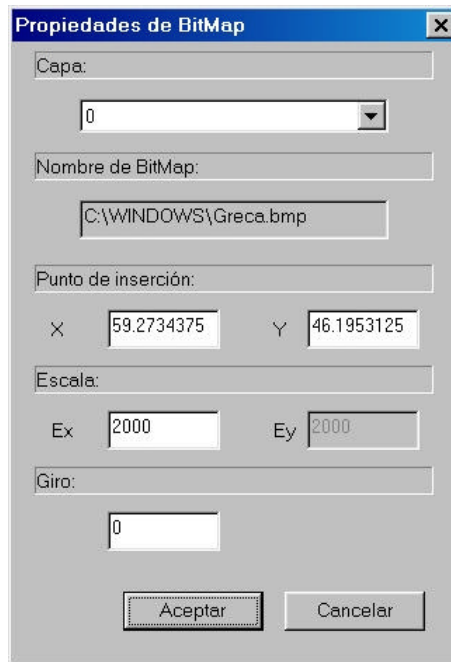 Propiedades de BitMap
Capa:
0
Nombre de BitMap:
C:\WINDOWS\Greca.bmp
Punto de inserción:
X 59.2734375 Y 46.1953125
Escala:
Ex 2000 Ey 2000
Giro:
0
Aceptar Cancelar